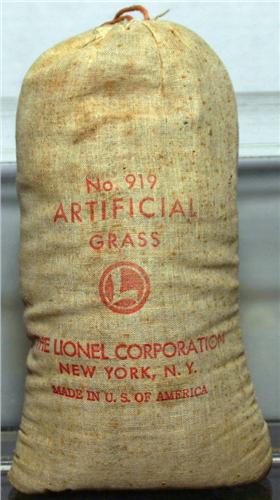 No. 919
ARTIFICIAL
GRASS
L
THE LIONEL CORPORATION
NEW YORK, N. Y.
MADE IN U. S. OF AMERICA